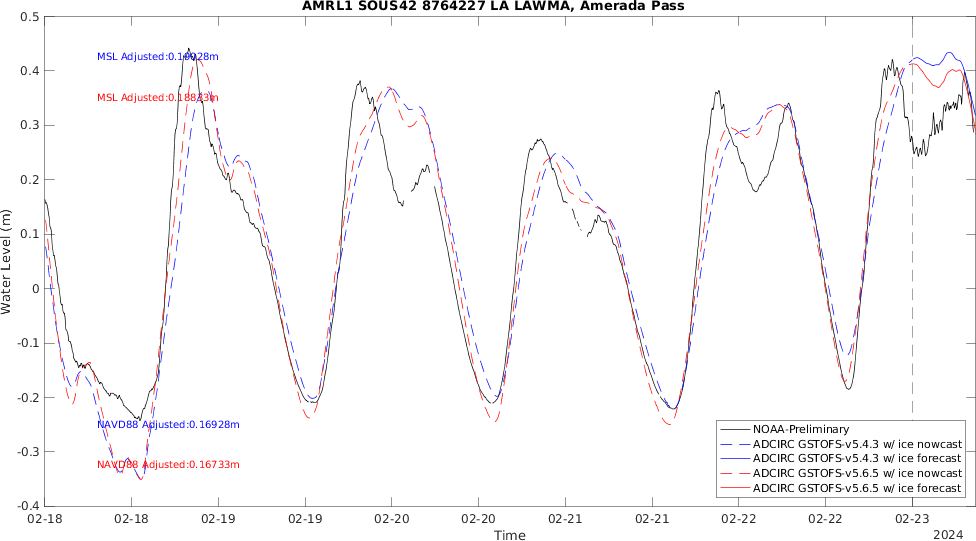 AMRL1 SOUS42 8764227 LA LAWMA, Amerada Pass
Water Level (m)
0.5
0.4
0.3
0.2
0.1
0
-0.1
-0.2
-0.3
-0.4
MSL Adjusted:
MSL Adjusted:
NAVD88 Adjusted:0.16928m
NAVD88 Adjusted:0.16733m
NOAA-Preliminary
ADCIRC GSTOFS-v5.4.3 w/ ice nowcast
ADCIRC GSTOFS-v5.4.3 w/ ice forecast
ADCIRC GSTOFS-v5.6.5 w/ ice nowcast
ADCIRC GSTOFS-v5.6.5 w/ ice forecast
02-18 02-18 02-19 02-19 02-20 02-20 02-21 02-21 02-22 02-22 02-23
Time
2024